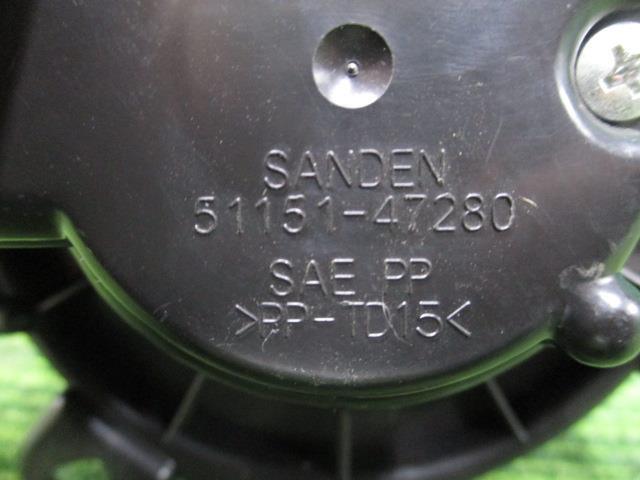 SANDEN
51151-47280
SAE PP
>PP-TD15<